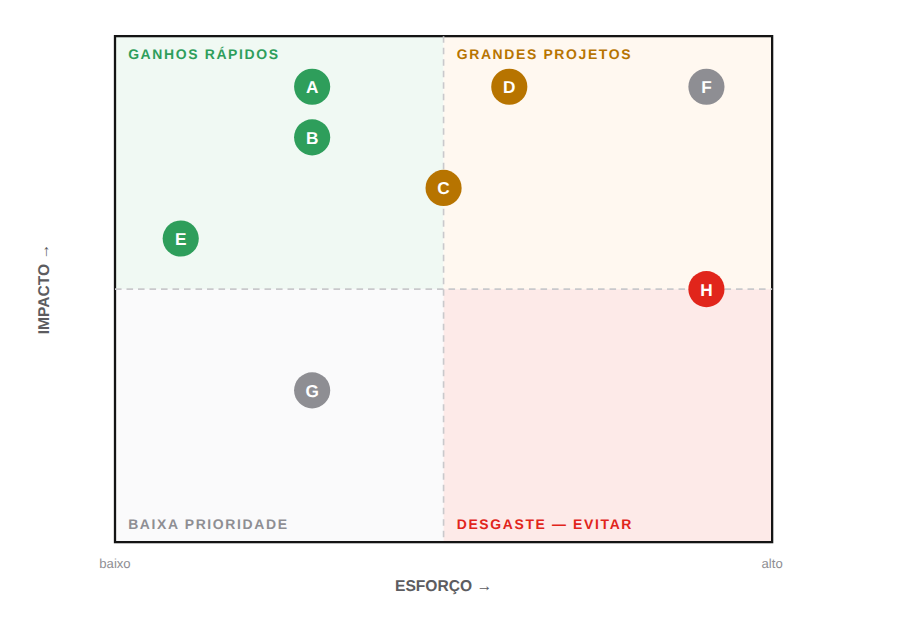 GANHOS RÁPIDOS
GRANDES PROJETOS
A
D
F
B
C
E
IMPACTO →
H
G
BAIXA PRIORIDADE
DESGASTE — EVITAR
baixo
alto
ESFORÇO →